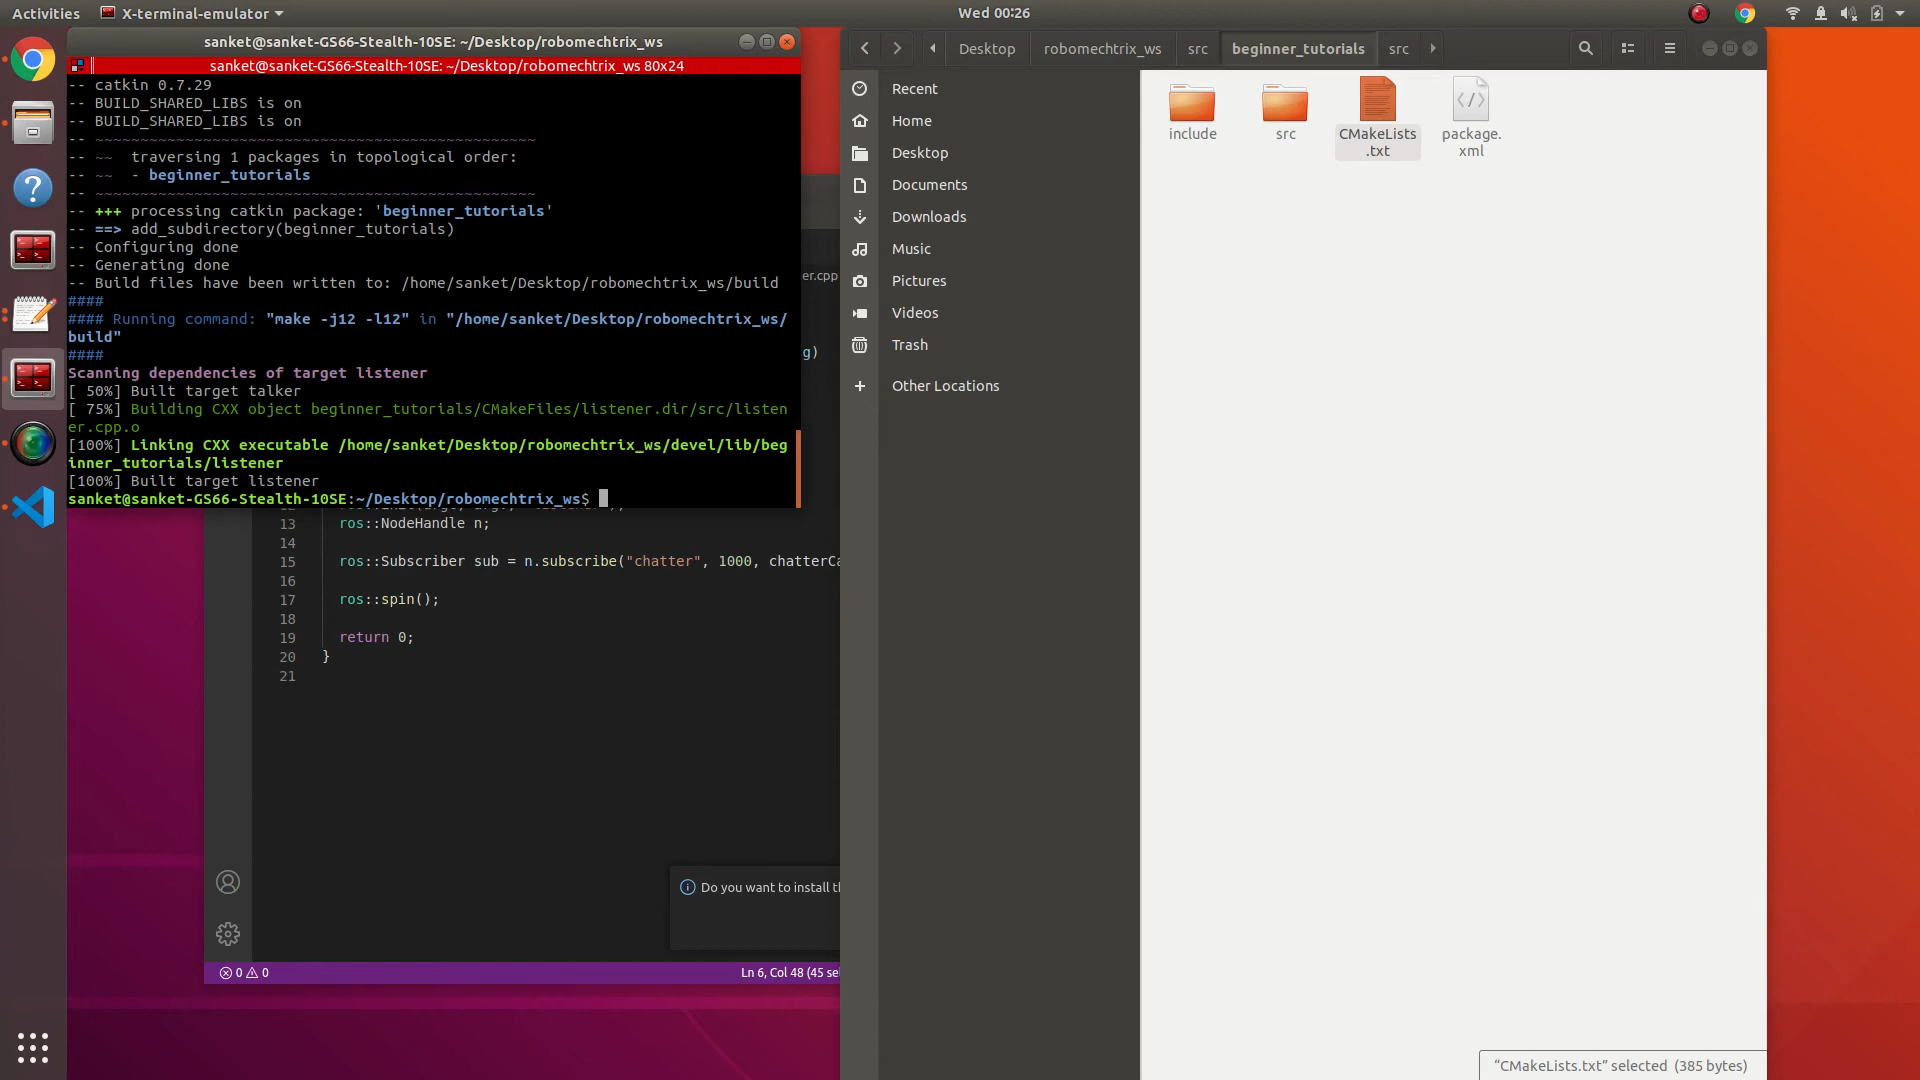 Activities
X-terminal-emulator
Wed 00:26
sanket@sanket-GS66-Stealth-10SE: ~/Desktop/robomechtrix_ws
sanket@sanket-GS66-Stealth-10SE: ~/Desktop/robomechtrix_ws 80x24
-- catkin 0.7.29
-- BUILD_SHARED_LIBS is on
-- BUILD_SHARED_LIBS is on
-- ~~~~~~~~~~~~~~~~~~~~~~~~~~~~~~~~~~~~~~~~~~~~~~~~~
-- ~~  traversing 1 packages in topological order:
-- ~~  - beginner_tutorials
-- ~~~~~~~~~~~~~~~~~~~~~~~~~~~~~~~~~~~~~~~~~~~~~~~~~
-- +++ processing catkin package: 'beginner_tutorials'
-- ==> add_subdirectory(beginner_tutorials)
-- Configuring done
-- Generating done
-- Build files have been written to: /home/sanket/Desktop/robomechtrix_ws/build
####
#### Running command: "make -j12 -l12" in "/home/sanket/Desktop/robomechtrix_ws/
build"
####
Scanning dependencies of target listener
[ 50%] Built target talker
[ 75%] Building CXX object beginner_tutorials/CMakeFiles/listener.dir/src/listen
er.cpp.o
[100%] Linking CXX executable /home/sanket/Desktop/robomechtrix_ws/devel/lib/beg
inner_tutorials/listener
[100%] Built target listener
sanket@sanket-GS66-Stealth-10SE:~/Desktop/robomechtrix_ws$
er.cpp
g)
13 ros::NodeHandle n;
14
15 ros::Subscriber sub = n.subscribe("chatter", 1000, chatterCa
16
17 ros::spin();
18
19 return 0;
20 }
21
Do you want to install th
0 0
Ln 6, Col 48 (45 sel
Desktop
robomechtrix_ws
src
beginner_tutorials
src
Recent
Home
Desktop
Documents
Downloads
Music
Pictures
Videos
Trash
Other Locations
include
src
CMakeLists
.txt
package.
xml
"CMakeLists.txt" selected (385 bytes)